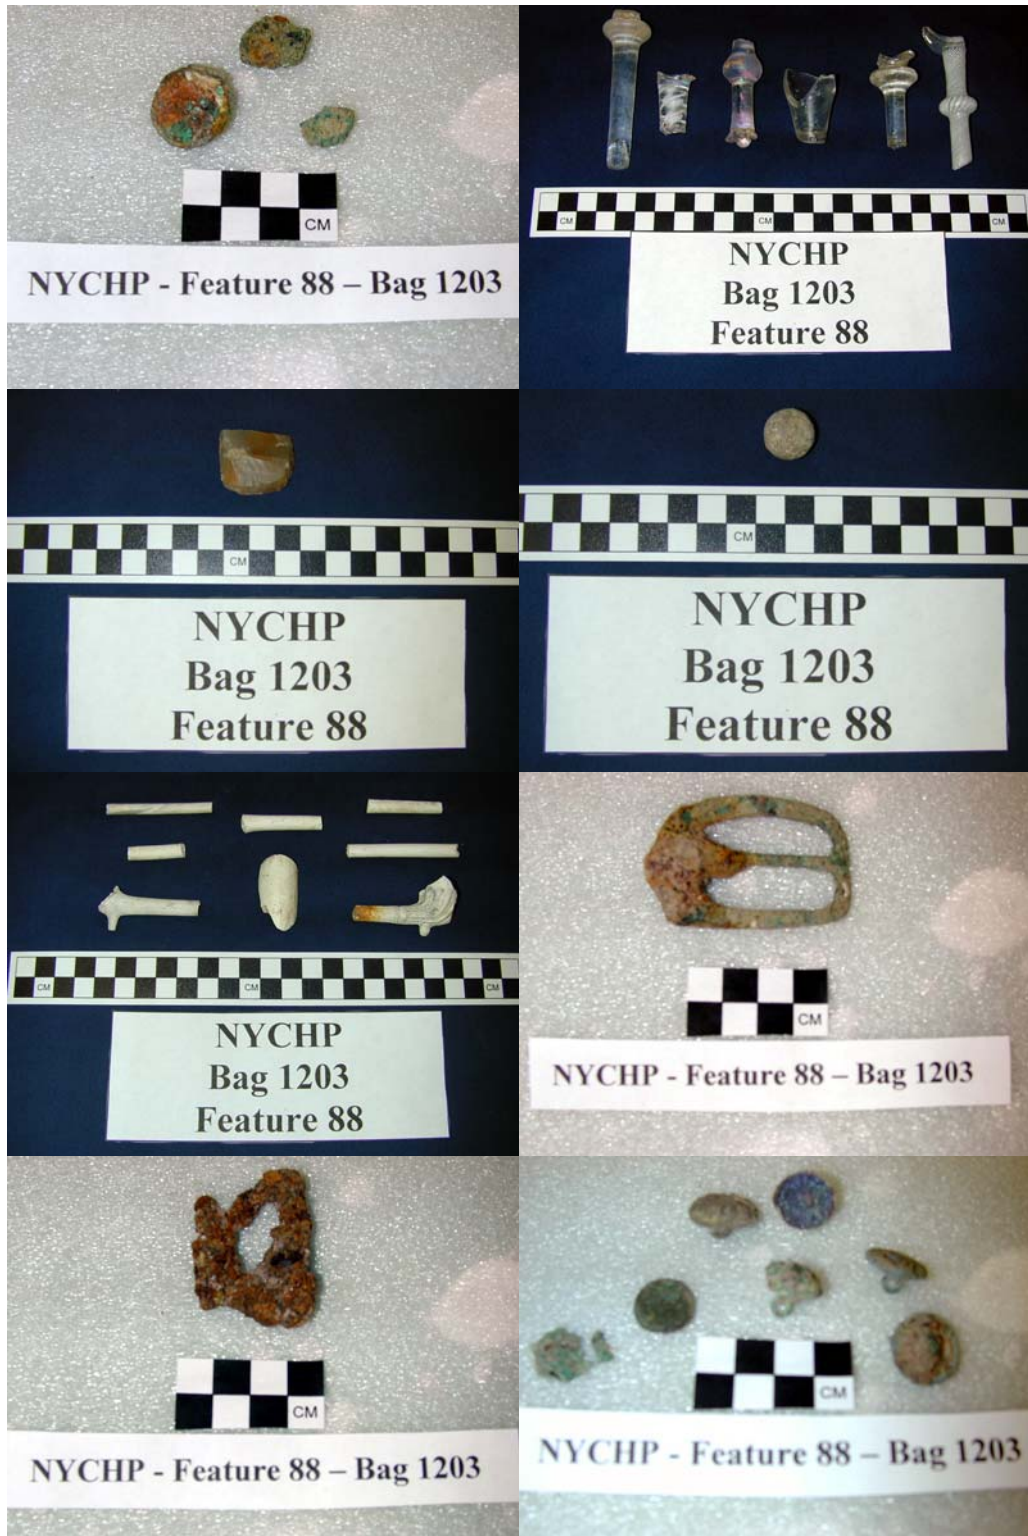 CM
NYCHP - Feature 88 – Bag 1203
CM CM CM
NYCHP
Bag 1203
Feature 88
CM
NYCHP
Bag 1203
Feature 88
CM
NYCHP
Bag 1203
Feature 88
CM CM CM
NYCHP
Bag 1203
Feature 88
CM
NYCHP - Feature 88 – Bag 1203
CM
NYCHP - Feature 88 – Bag 1203
CM
NYCHP - Feature 88 – Bag 1203